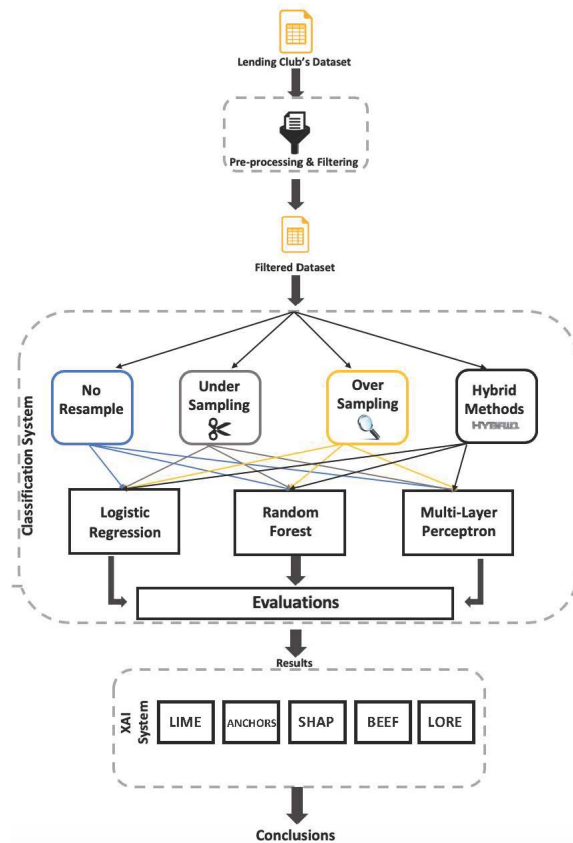 Lending Club's Dataset
Pre-processing & Filtering
Filtered Dataset
Classification System
No
Resample
Under
Sampling
Over
Sampling
Hybrid
Methods
HYBRID
Logistic
Regression
Random
Forest
Multi-Layer
Perceptron
Evaluations
Results
XAI
System
LIME
ANCHORS
SHAP
BEEF
LORE
Conclusions